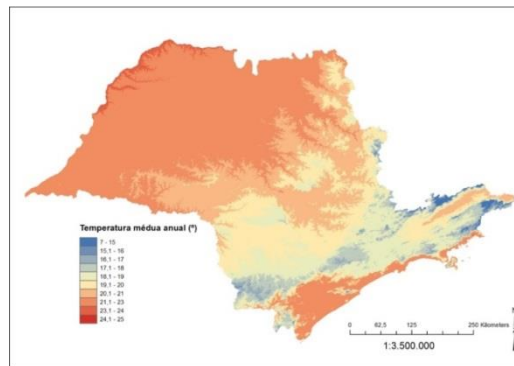 Temperatura médua anual (º)
7 - 15
15,1 - 16
16,1 - 17
17,1 - 18
18,1 - 19
19,1 - 20
20,1 - 21
21,1 - 23
23,1 - 24
24,1 - 25
0 62,5 125 250 Kilometers
1:3.500.000